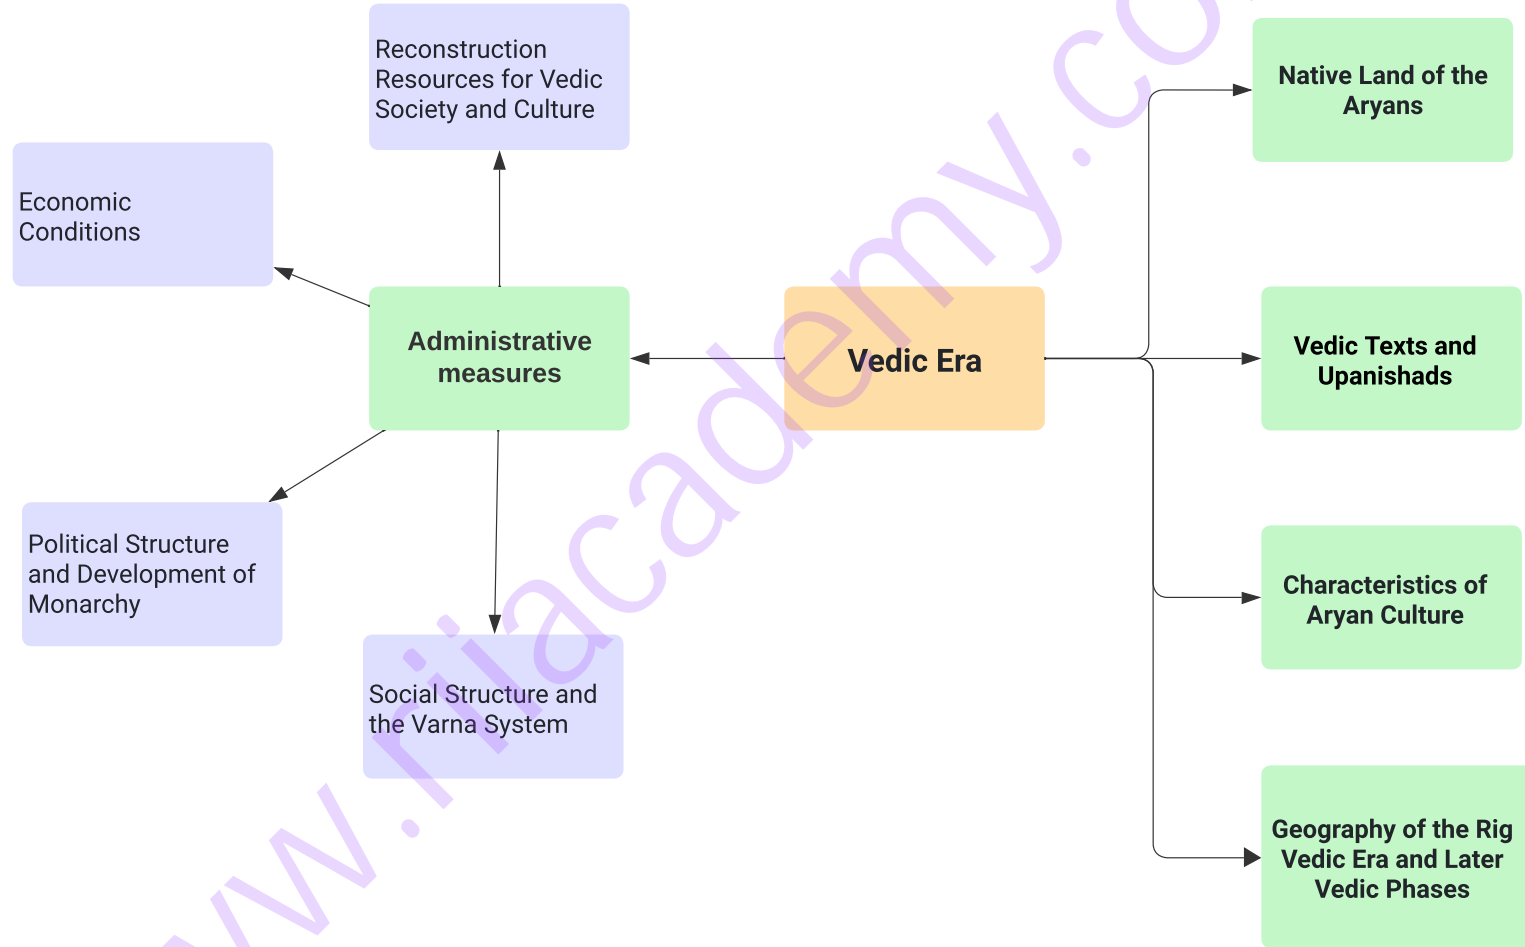 Reconstruction
Resources for Vedic
Society and Culture
Economic
Conditions
Administrative
measures
Political Structure
and Development of
Monarchy
Social Structure and
the Varna System
Vedic Era
Native Land of the
Aryans
Vedic Texts and
Upanishads
Characteristics of
Aryan Culture
Geography of the Rig
Vedic Era and Later
Vedic Phases